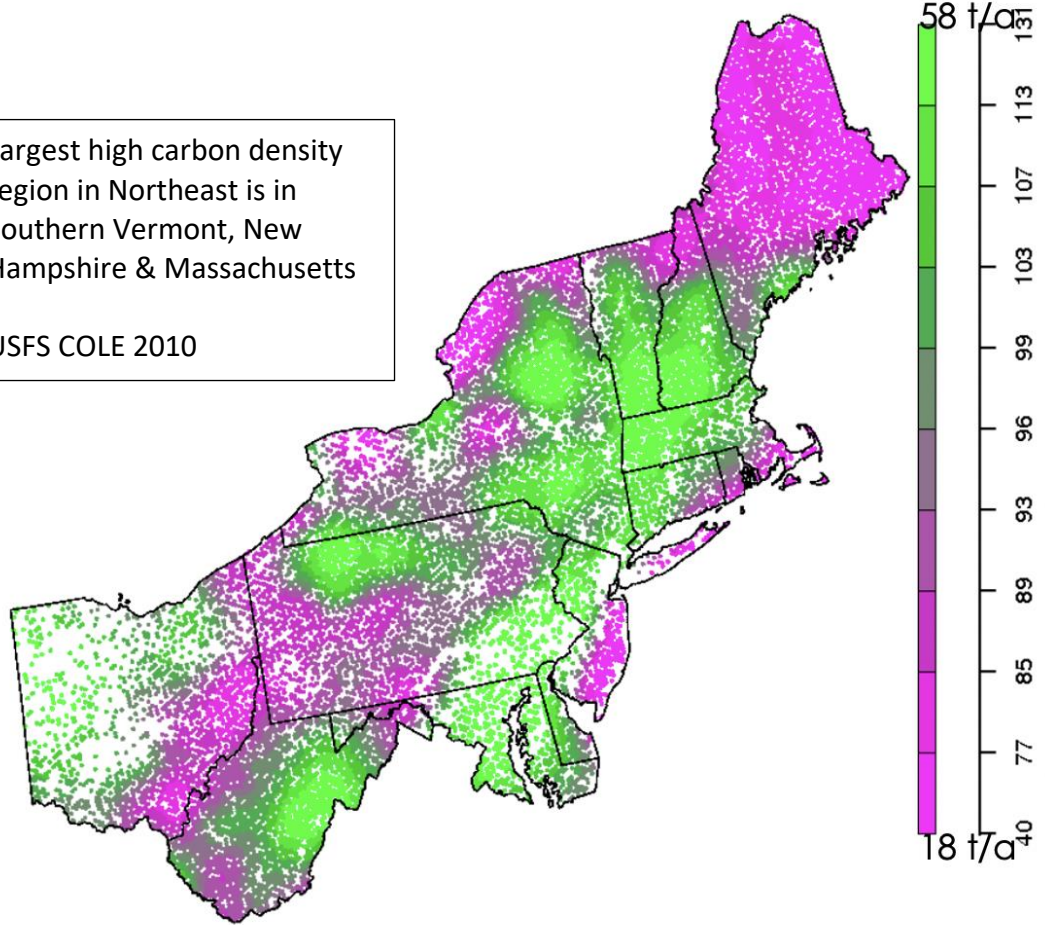 argest high carbon density
egion in Northeast is in
outhern Vermont, New
Hampshire & Massachusetts
USFS COLE 2010
58 t/a
131
113
107
103
99
96
93
89
85
77
40
18 t/a